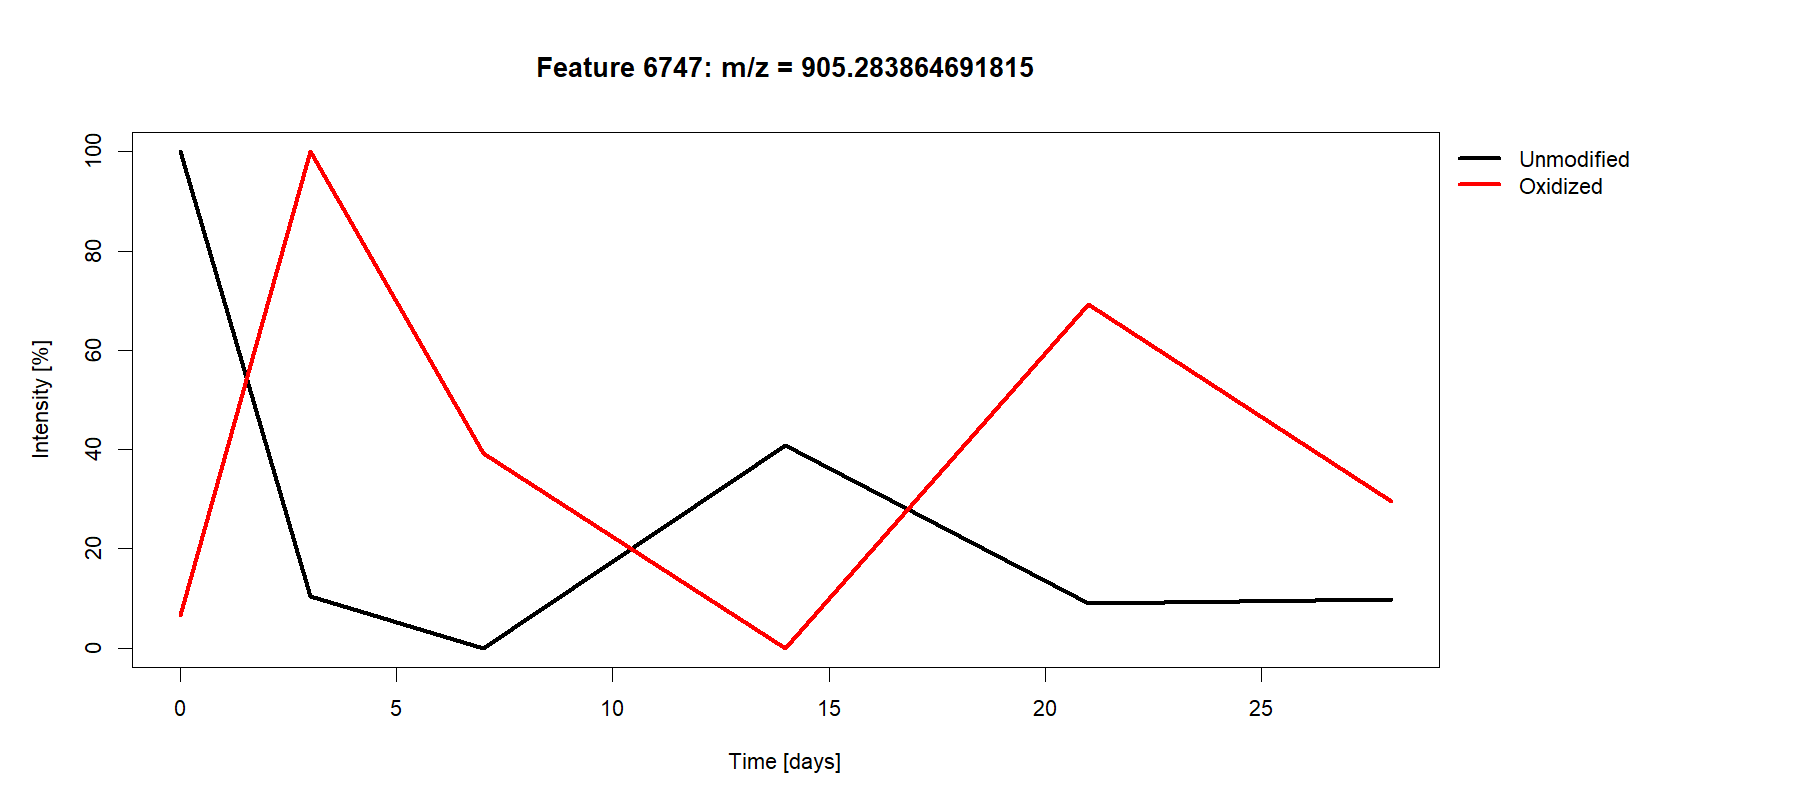 Feature 6747: m/z = 905.283864691815
Unmodified
Oxidized
Intensity [%]
100
80
60
40
20
0
0 5 10 15 20 25
Time [days]